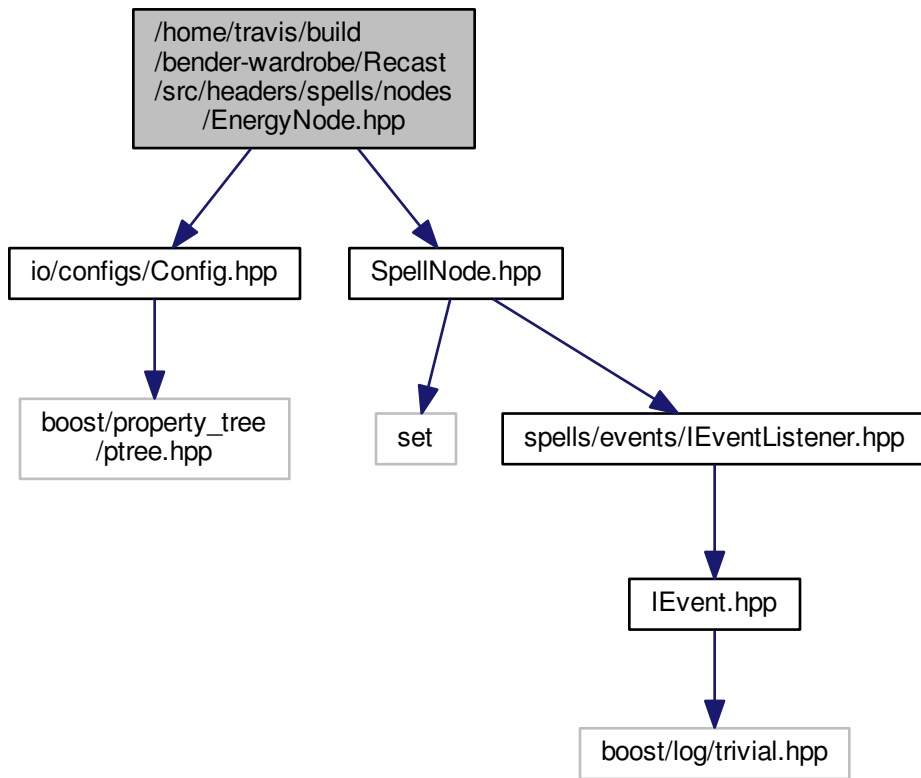 /home/travis/build
/bender-wardrobe/Recast
/src/headers/spells/nodes
/EnergyNode.hpp
io/configs/Config.hpp
SpellNode.hpp
boost/property_tree
/ptree.hpp
set
spells/events/IEventListener.hpp
IEvent.hpp
boost/log/trivial.hpp